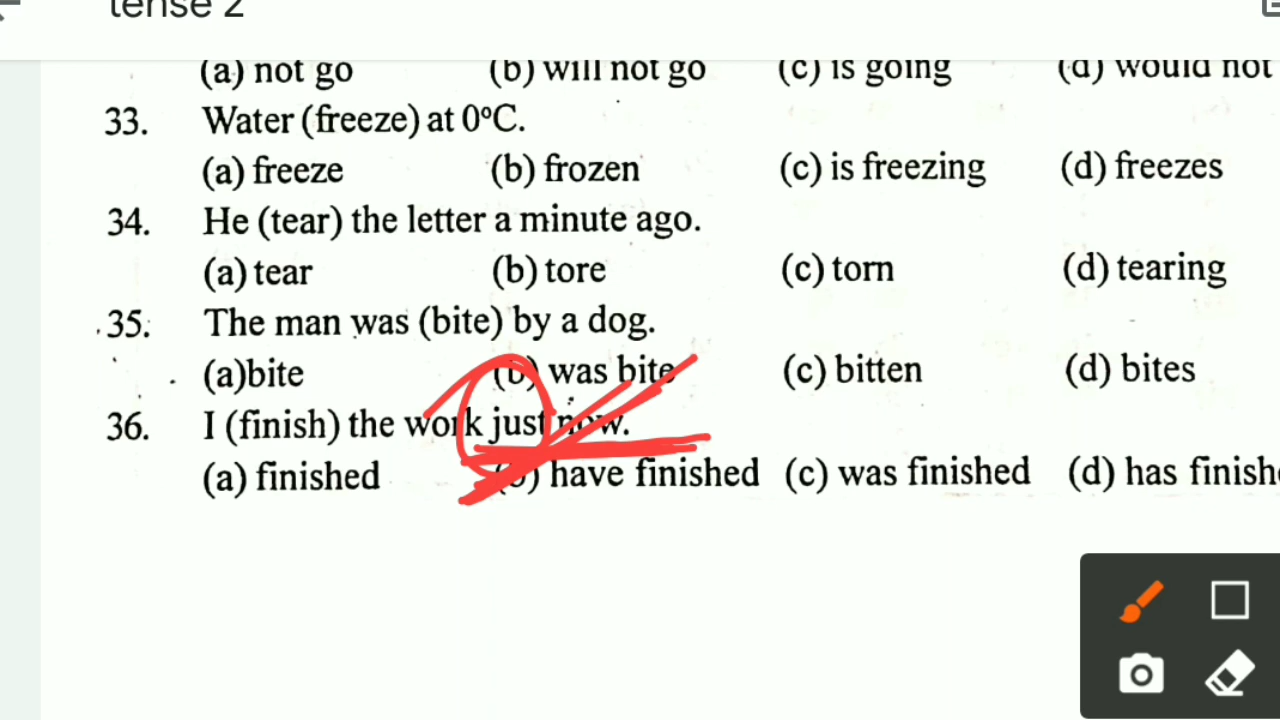 tense 2
(a) not go (b) will not go (c) is going (d) would not
33. Water (freeze) at 0°C.
(a) freeze (b) frozen (c) is freezing (d) freezes
34. He (tear) the letter a minute ago.
(a) tear (b) tore (c) torn (d) tearing
35. The man was (bite) by a dog.
(a)bite (b) was bite (c) bitten (d) bites
36. I (finish) the work just now.
(a) finished (b) have finished (c) was finished (d) has finish